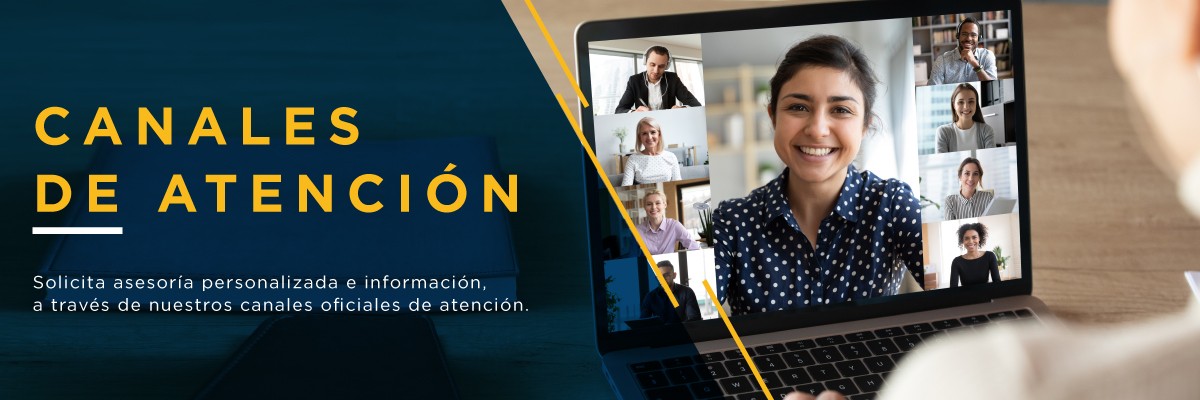 CANALES
DE ATENCIÓN
Solicita asesoría personalizada e información,
a través de nuestros canales oficiales de atención.